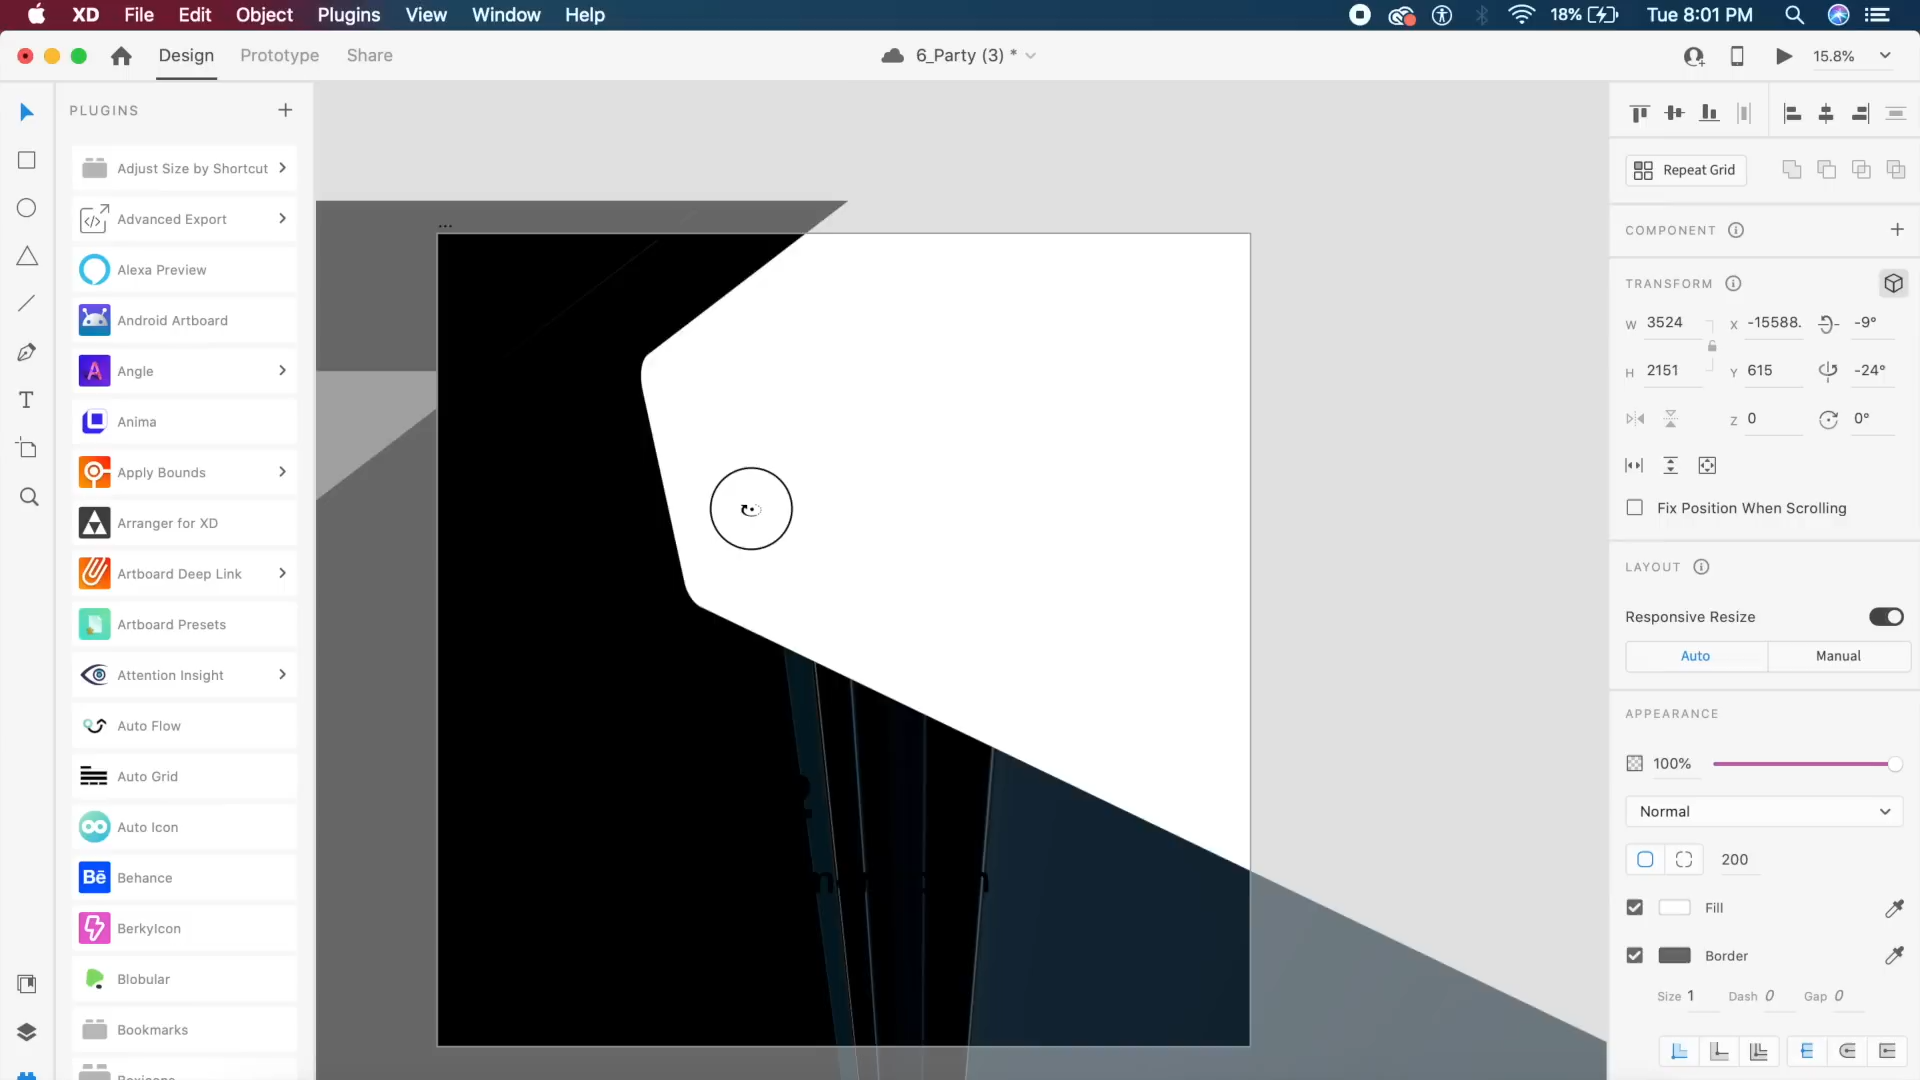 XD File Edit Object Plugins View Window Help 18% Tue 8:01 PM
Design Prototype Share 6_Party (3) * 15.8%
PLUGINS
Adjust Size by Shortcut
Advanced Export
Alexa Preview
Android Artboard
Angle
Anima
Apply Bounds
Arranger for XD
Artboard Deep Link
Artboard Presets
Attention Insight
Auto Flow
Auto Grid
Auto Icon
Behance
BerkyIcon
Blobular
Bookmarks
...
Repeat Grid
COMPONENT
TRANSFORM
W 3524 X -15588. -9°
H 2151 Y 615 -24°
Z 0 0°
Fix Position When Scrolling
LAYOUT
Responsive Resize
Auto Manual
APPEARANCE
100%
Normal
200
Fill
Border
Size 1 Dash 0 Gap 0